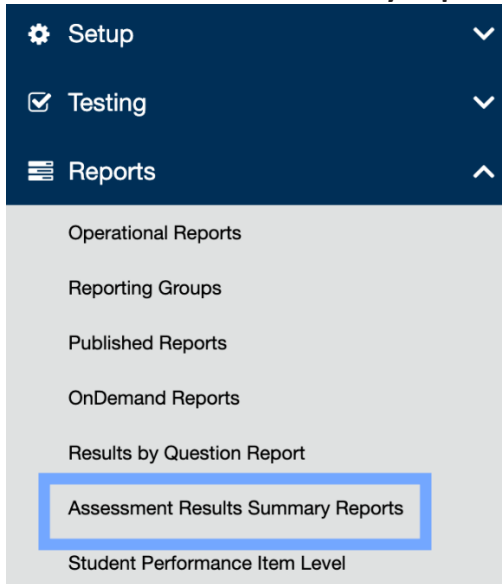 Setup
Testing
Reports
Operational Reports
Reporting Groups
Published Reports
OnDemand Reports
Results by Question Report
Assessment Results Summary Reports
Student Performance Item Level